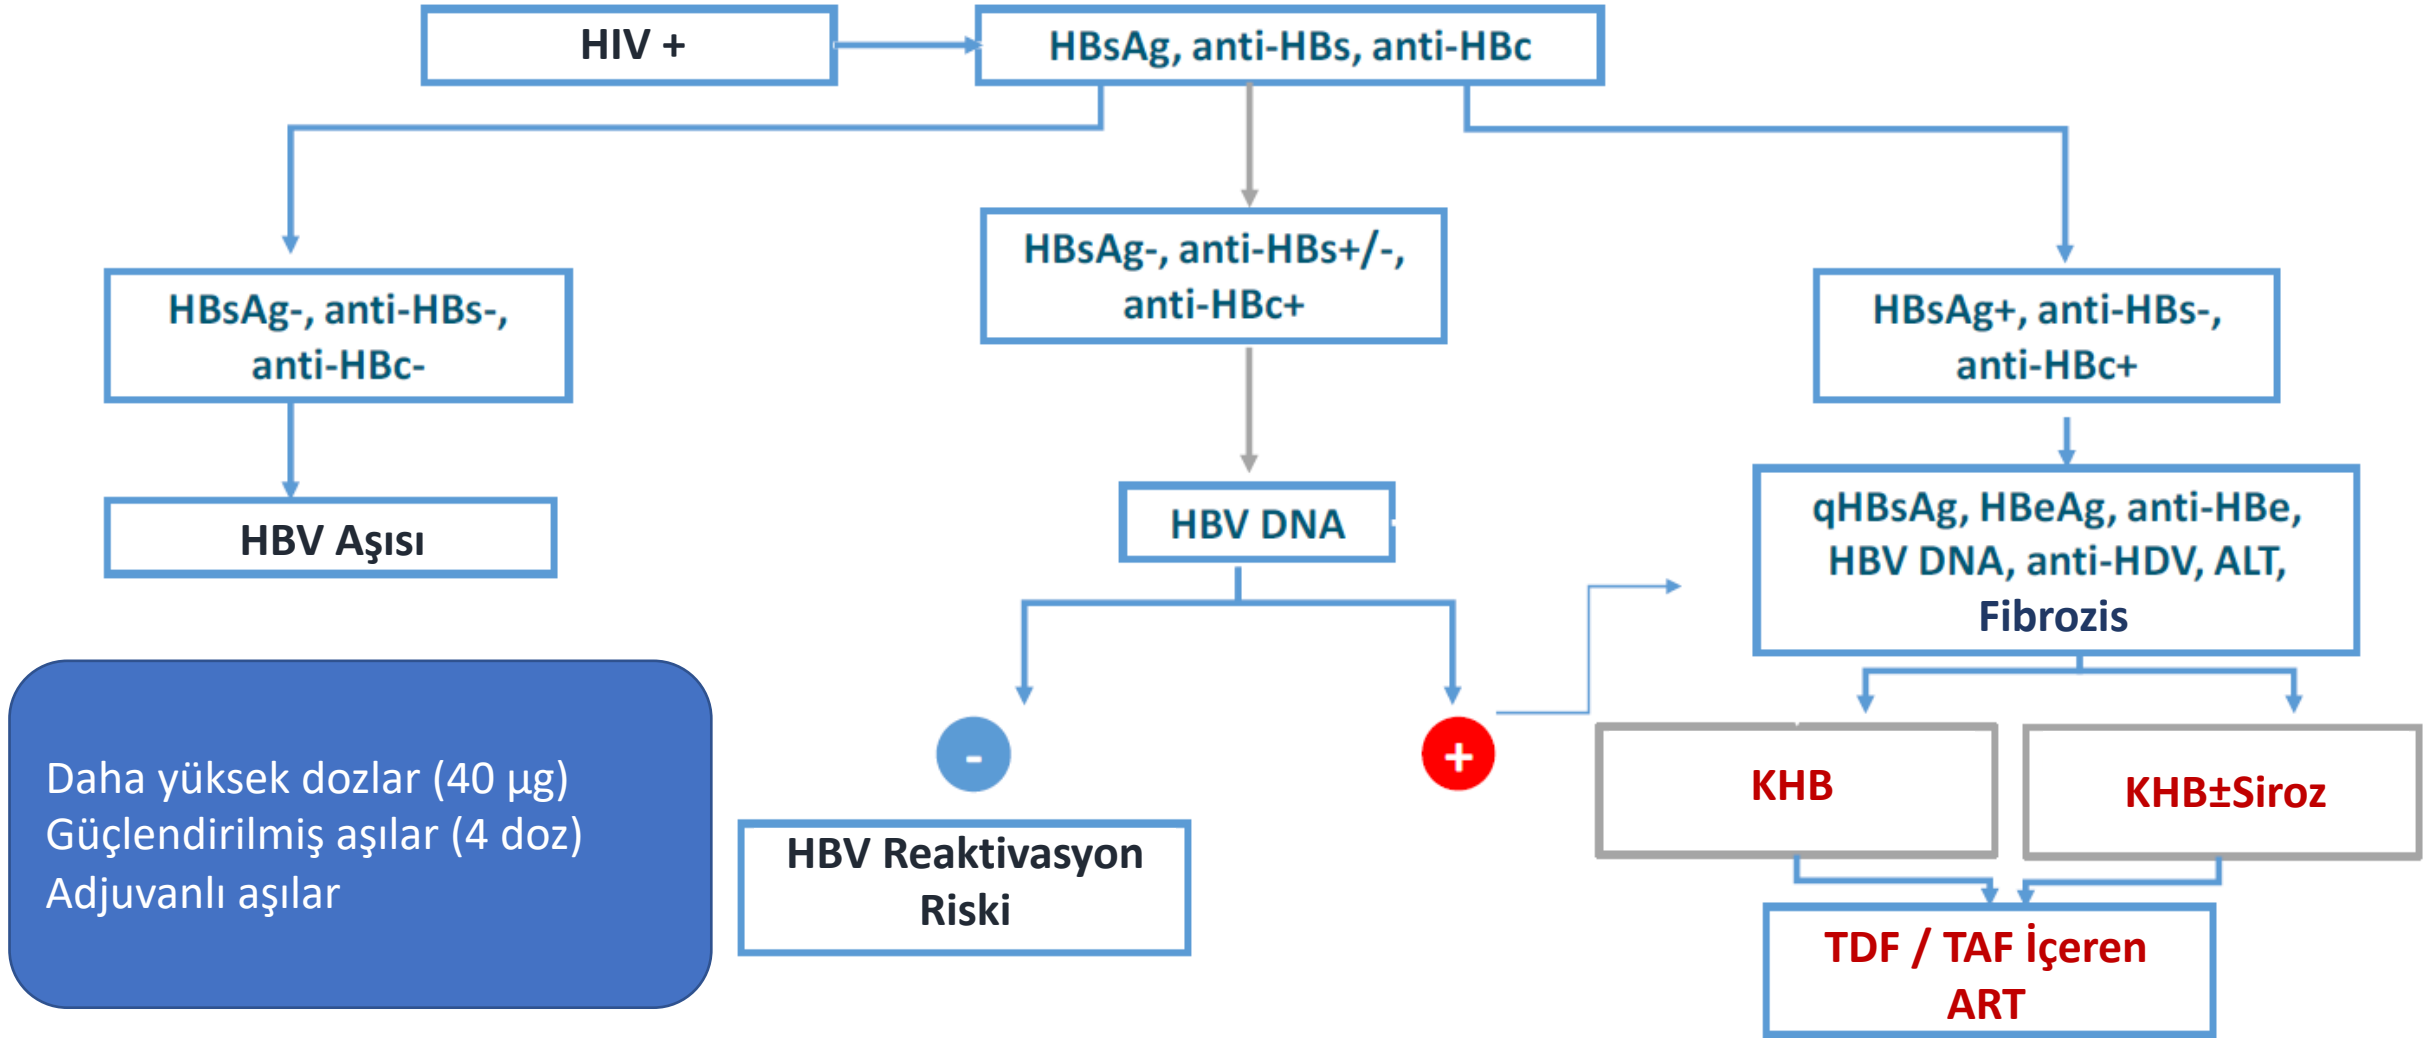 HIV +
HBsAg, anti-HBs, anti-HBc
HBsAg-, anti-HBs-,
anti-HBc-
HBsAg-, anti-HBs+/-,
anti-HBc+
HBsAg+, anti-HBs-,
anti-HBc+
HBV Aşısı
HBV DNA
qHBsAg, HBeAg, anti-HBe,
HBV DNA, anti-HDV, ALT,
Fibrozis
Daha yüksek dozlar (40 µg)
Güçlendirilmiş aşılar (4 doz)
Adjuvanlı aşılar
-
+
HBV Reaktivasyon
Riski
KHB
KHB±Siroz
TDF / TAF İçeren
ART